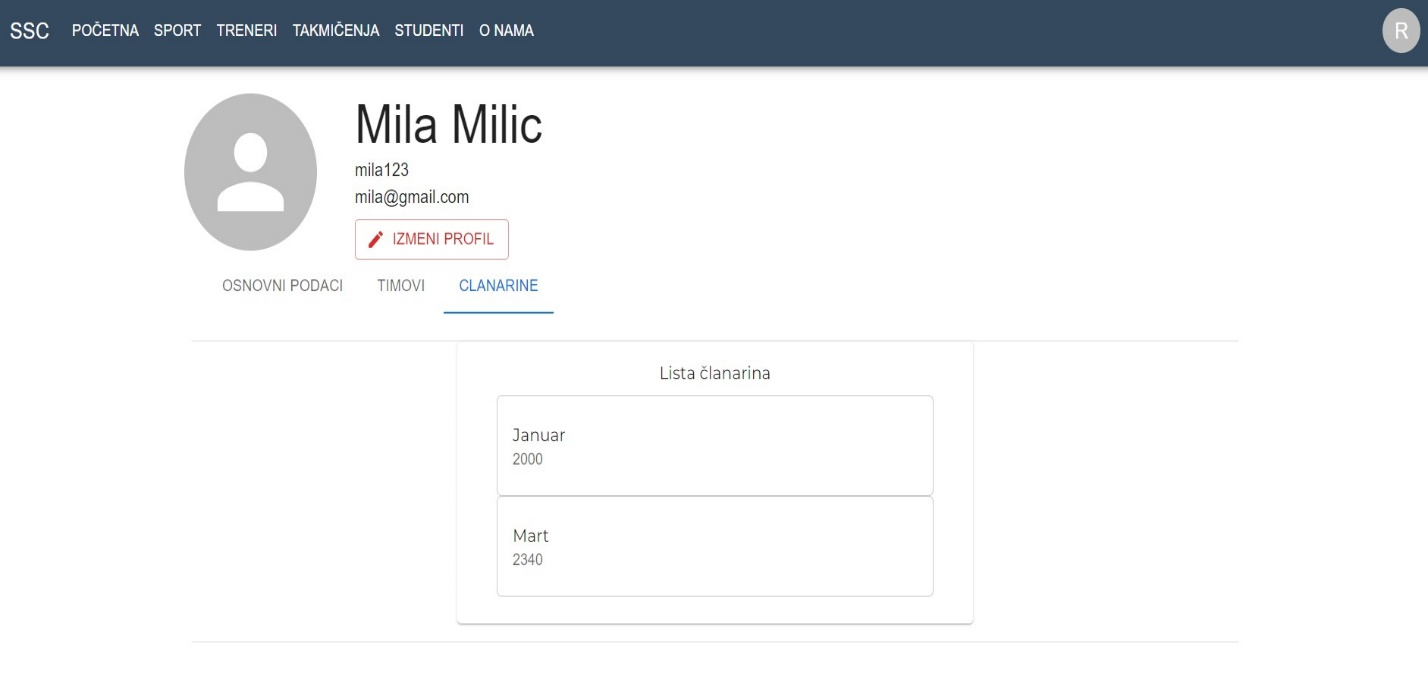 SSC POČETNA SPORT TRENERI TAKMIČENJA STUDENTI O NAMA R
Mila Milic
mila123
mila@gmail.com
IZMENI PROFIL
OSNOVNI PODACI TIMOVI CLANARINE
Lista članarina
Januar
2000
Mart
2340